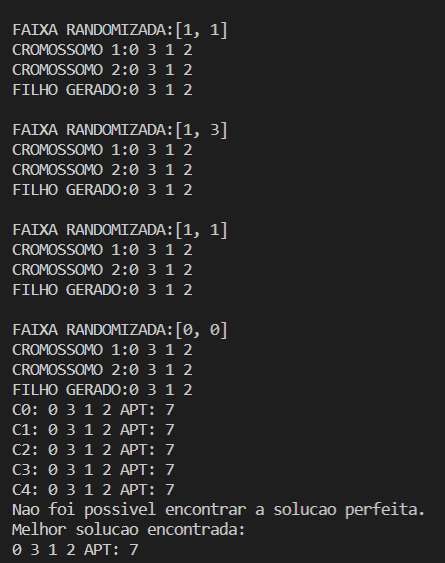 FAIXA RANDOMIZADA:[1, 1]
CROMOSSOMO 1:0 3 1 2
CROMOSSOMO 2:0 3 1 2
FILHO GERADO:0 3 1 2
FAIXA RANDOMIZADA:[1, 3]
CROMOSSOMO 1:0 3 1 2
CROMOSSOMO 2:0 3 1 2
FILHO GERADO:0 3 1 2
FAIXA RANDOMIZADA:[1, 1]
CROMOSSOMO 1:0 3 1 2
CROMOSSOMO 2:0 3 1 2
FILHO GERADO:0 3 1 2
FAIXA RANDOMIZADA:[0, 0]
CROMOSSOMO 1:0 3 1 2
CROMOSSOMO 2:0 3 1 2
FILHO GERADO:0 3 1 2
C0: 0 3 1 2 APT: 7
C1: 0 3 1 2 APT: 7
C2: 0 3 1 2 APT: 7
C3: 0 3 1 2 APT: 7
C4: 0 3 1 2 APT: 7
Nao foi possivel encontrar a solucao perfeita.
Melhor solucao encontrada:
0 3 1 2 APT: 7